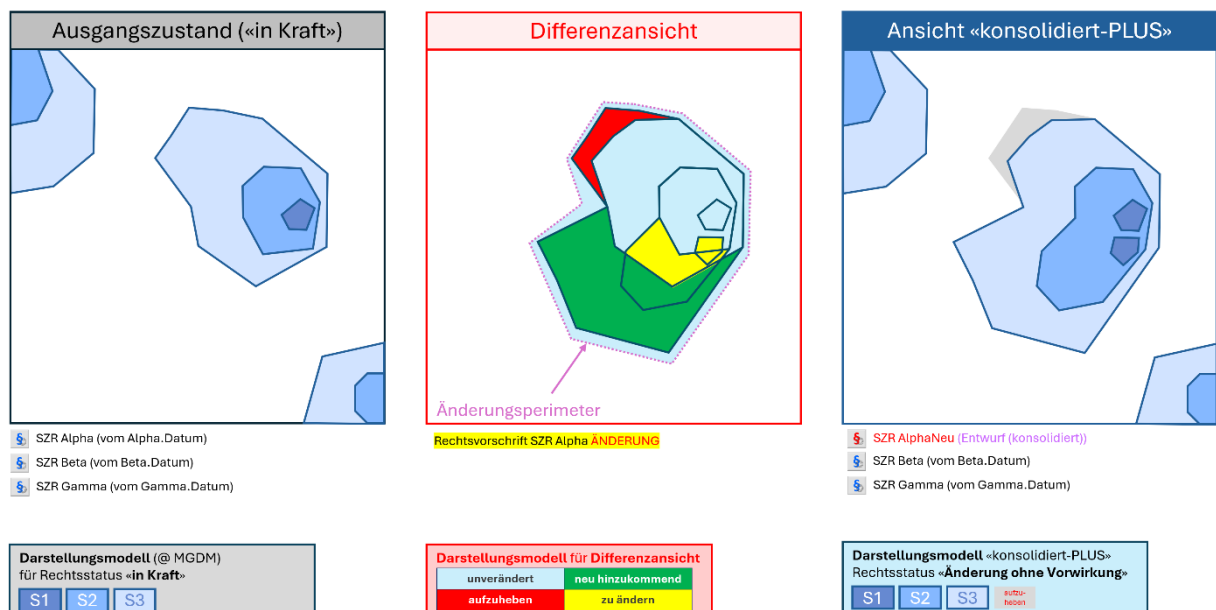 Ausgangszustand («in Kraft»)
Differenzansicht
Ansicht «konsolidiert-PLUS»
Änderungsperimeter
§ SZR Alpha (vom Alpha.Datum)
§ SZR Beta (vom Beta.Datum)
§ SZR Gamma (vom Gamma.Datum)
Rechtsvorschrift SZR Alpha ÄNDERUNG
§ SZR AlphaNeu (Entwurf (konsolidiert))
§ SZR Beta (vom Beta.Datum)
§ SZR Gamma (vom Gamma.Datum)
Darstellungsmodell (@ MGDM)
für Rechtsstatus «in Kraft»
S1 S2 S3
Darstellungsmodell für Differenzansicht
unverändert neu hinzukommend
aufzuheben zu ändern
Darstellungsmodell «konsolidiert-PLUS»
Rechtsstatus «Änderung ohne Vorwirkung»
S1 S2 S3 aufzu-
heben